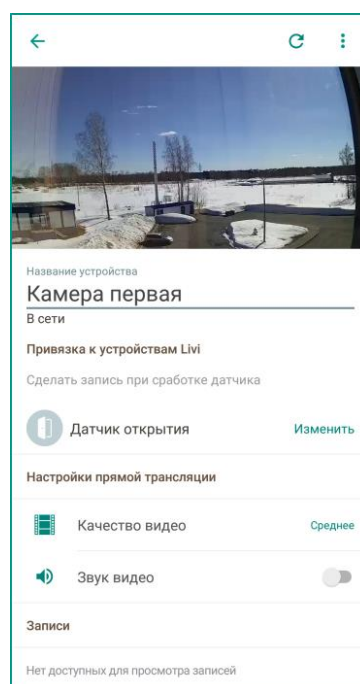 Название устройства
Камера первая
В сети
Привязка к устройствам Livi
Сделать запись при сработке датчика
Датчик открытия Изменить
Настройки прямой трансляции
Качество видео Среднее
Звук видео
Записи
Нет доступных для просмотра записей